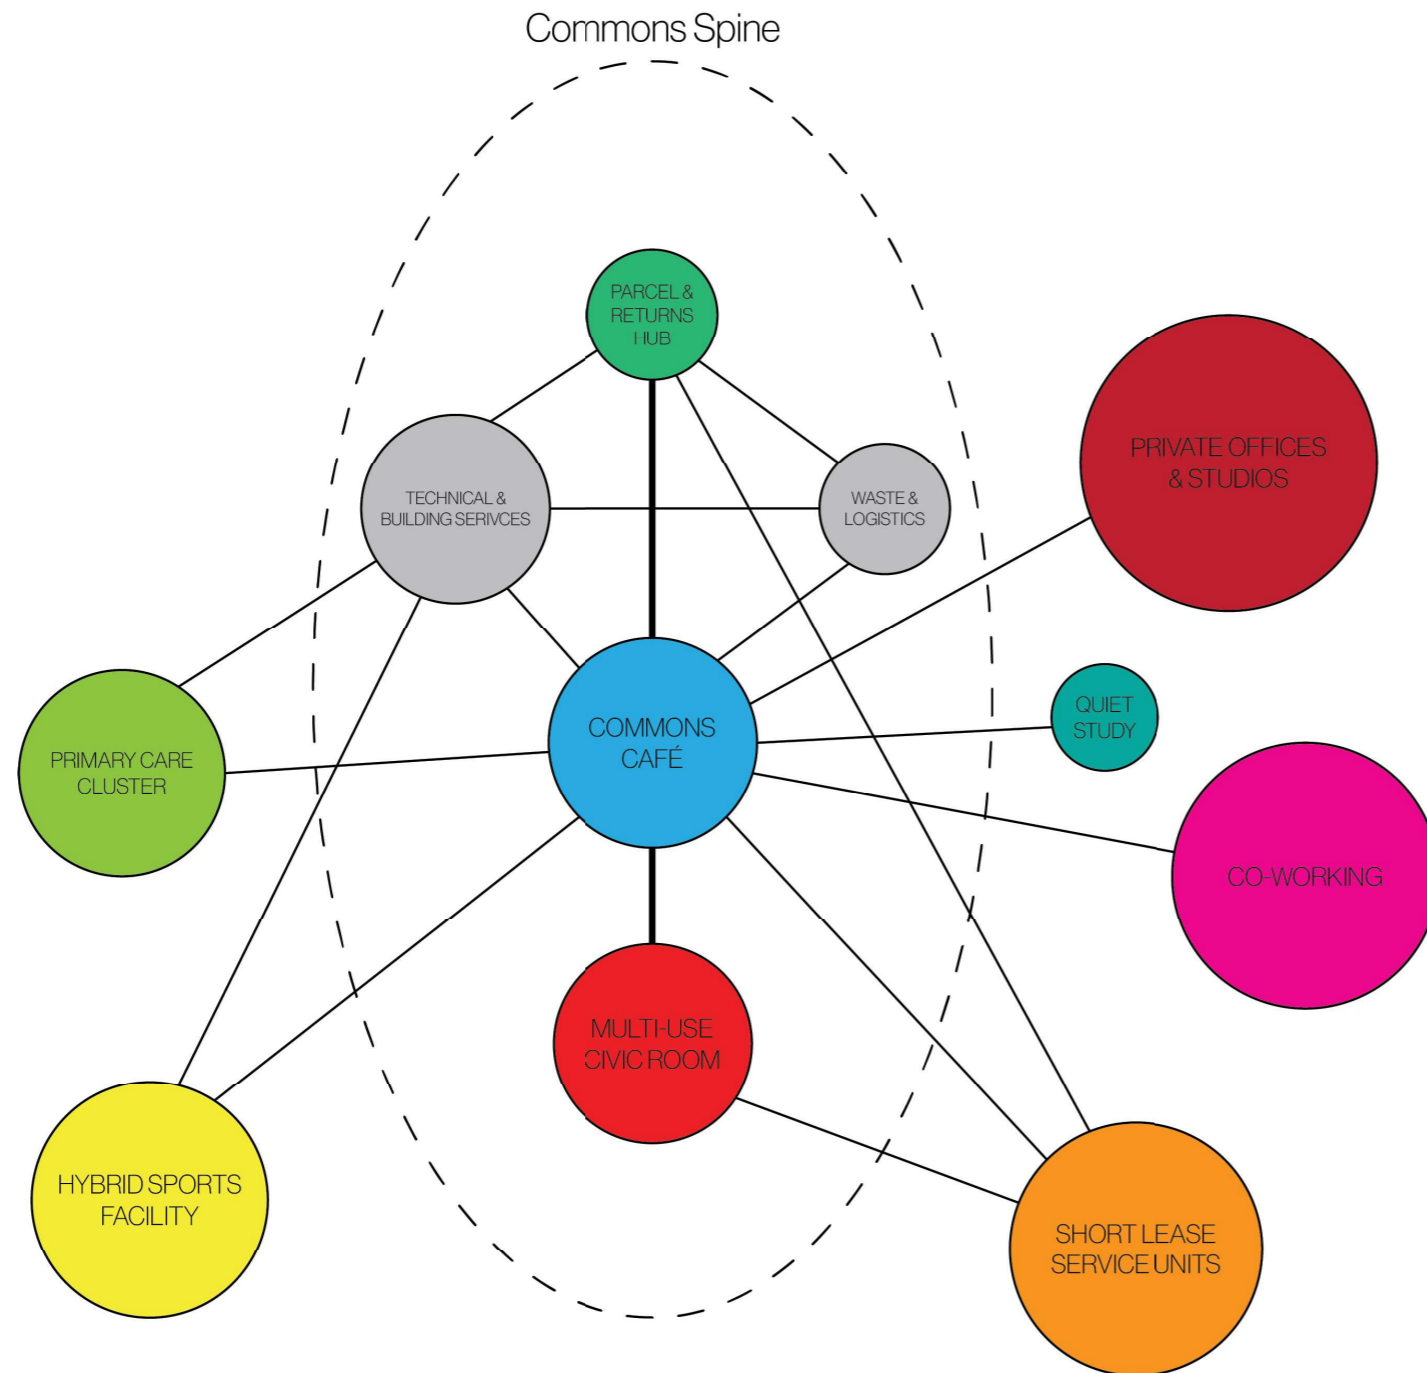 Commons Spine
PARCEL &
RETURNS
HUB
PRIVATE OFFICES
& STUDIOS
TECHNICAL &
BUILDING SERIVCES
WASTE &
LOGISTICS
QUIET
STUDY
COMMONS
CAFÉ
PRIMARY CARE
CLUSTER
CO-WORKING
MULTI-USE
CIVIC ROOM
HYBRID SPORTS
FACILITY
SHORT LEASE
SERVICE UNITS